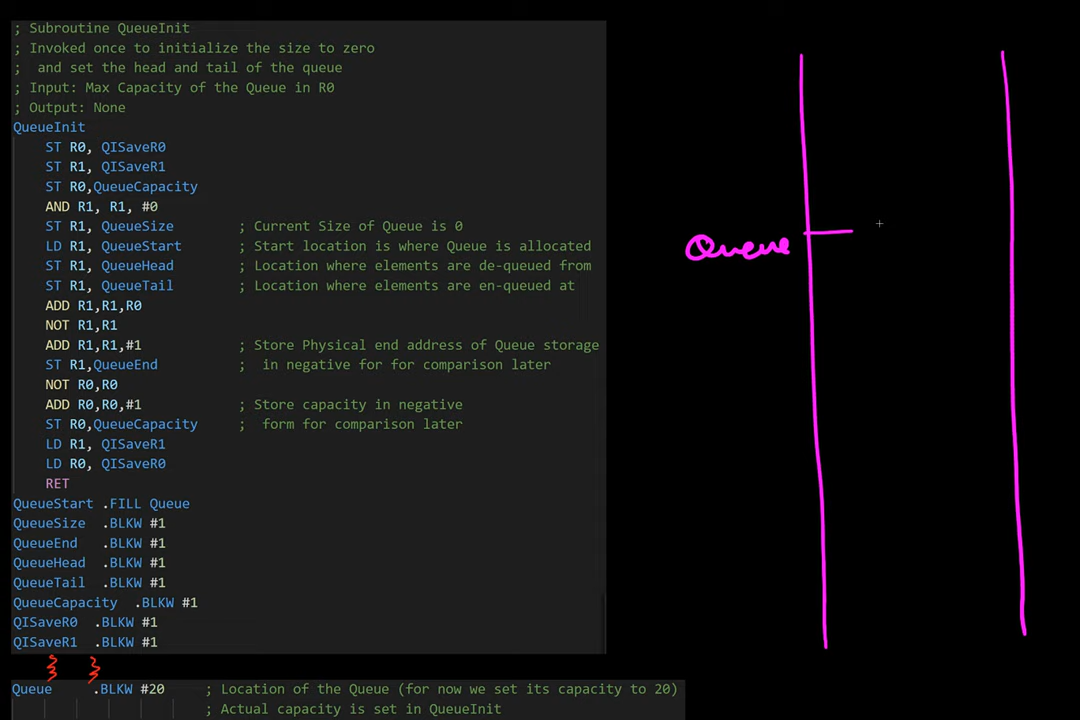 ; Subroutine QueueInit
; Invoked once to initialize the size to zero
;  and set the head and tail of the queue
; Input: Max Capacity of the Queue in R0
; Output: None
QueueInit
ST R0, QISaveR0
ST R1, QISaveR1
ST R0,QueueCapacity
AND R1, R1, #0
ST R1, QueueSize ; Current Size of Queue is 0
LD R1, QueueStart ; Start location is where Queue is allocated
ST R1, QueueHead ; Location where elements are de-queued from
ST R1, QueueTail ; Location where elements are en-queued at
ADD R1,R1,R0
NOT R1,R1
ADD R1,R1,#1 ; Store Physical end address of Queue storage
ST R1,QueueEnd ;  in negative for for comparison later
NOT R0,R0
ADD R0,R0,#1 ; Store capacity in negative
ST R0,QueueCapacity ;  form for comparison later
LD R1, QISaveR1
LD R0, QISaveR0
RET
QueueStart .FILL Queue
QueueSize .BLKW #1
QueueEnd .BLKW #1
QueueHead .BLKW #1
QueueTail .BLKW #1
QueueCapacity .BLKW #1
QISaveR0 .BLKW #1
QISaveR1 .BLKW #1
Queue .BLKW #20 ; Location of the Queue (for now we set its capacity to 20)
; Actual capacity is set in QueueInit
Queue